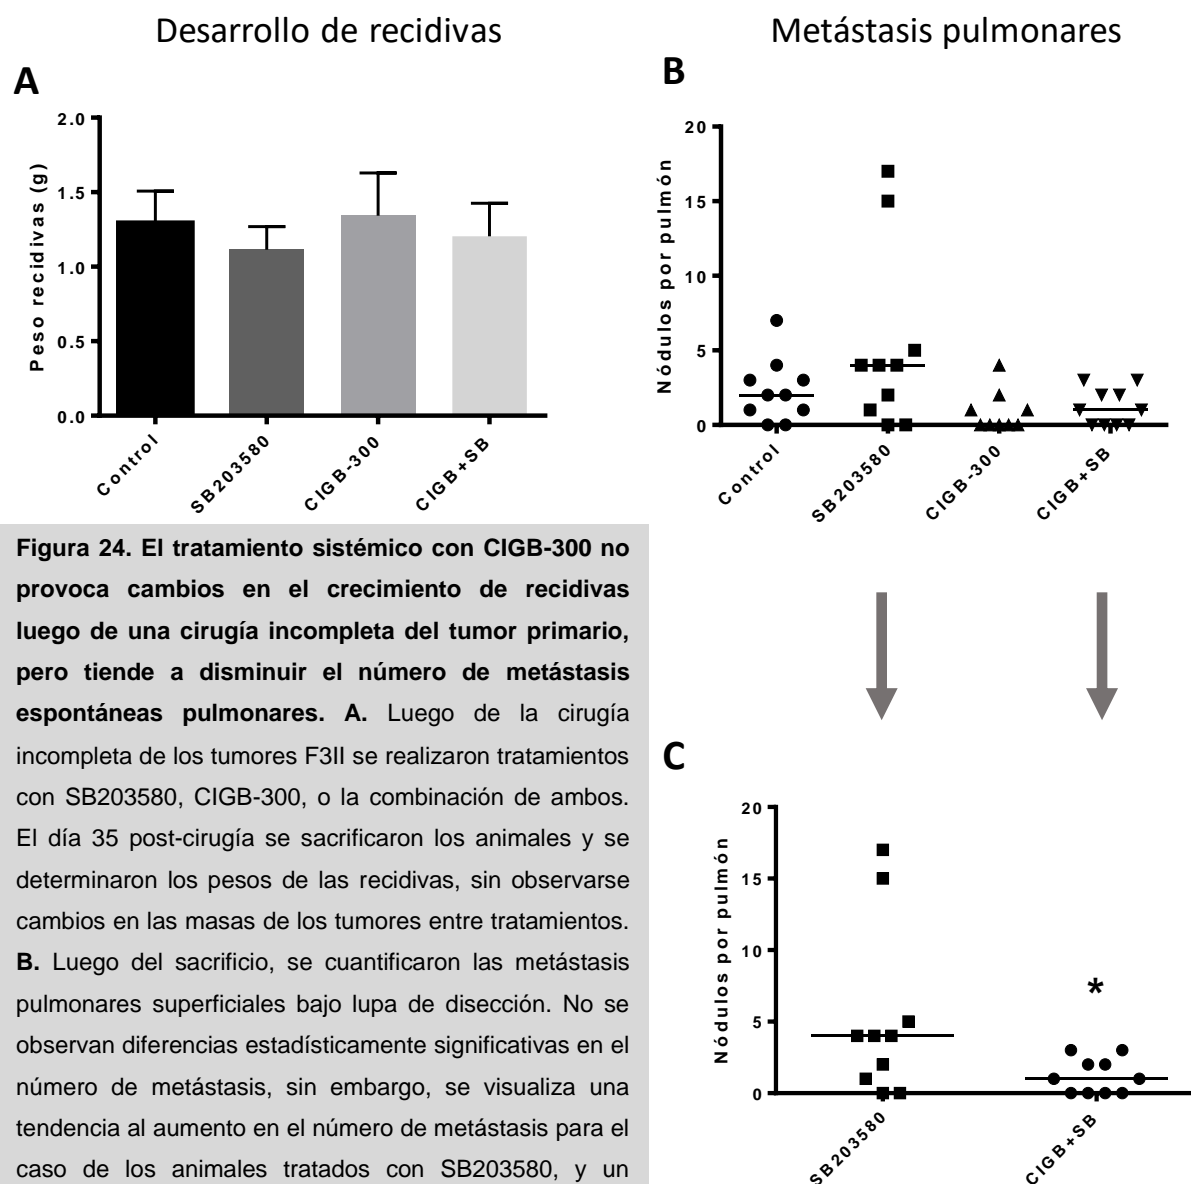 Desarrollo de recidivas
Metástasis pulmonares
A
2.0
1.5
1.0
0.5
0.0
Peso recidivas (g)
Control
SB203580
CIGB-300
CIGB+SB
B
20
15
10
5
0
Nódulos por pulmón
Control
SB203580
CIGB-300
CIGB+SB
Figura 24. El tratamiento sistémico con CIGB-300 no
provoca cambios en el crecimiento de recidivas
luego de una cirugía incompleta del tumor primario,
pero tiende a disminuir el número de metástasis
espontáneas pulmonares. A. Luego de la cirugía
incompleta de los tumores F3II se realizaron tratamientos
con SB203580, CIGB-300, o la combinación de ambos.
El día 35 post-cirugía se sacrificaron los animales y se
determinaron los pesos de las recidivas, sin observarse
cambios en las masas de los tumores entre tratamientos.
B. Luego del sacrificio, se cuantificaron las metástasis
pulmonares superficiales bajo lupa de disección. No se
observan diferencias estadísticamente significativas en el
número de metástasis, sin embargo, se visualiza una
tendencia al aumento en el número de metástasis para el
caso de los animales tratados con SB203580, y un
C
20
15
10
5
0
Nódulos por pulmón
*
SB203580
CIGB+SB